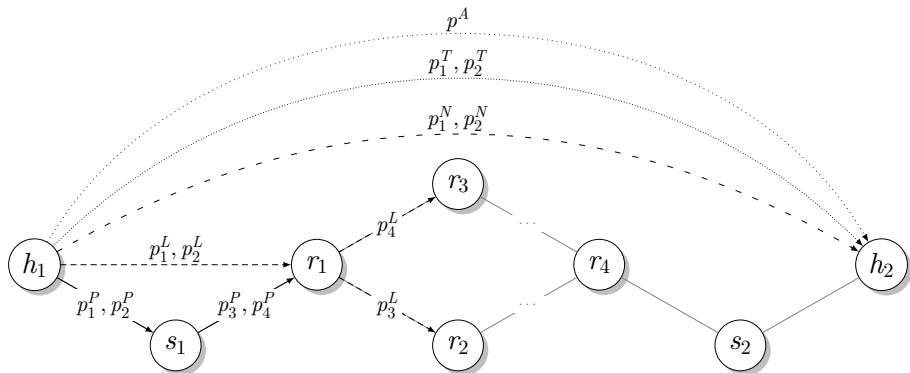 p^A
p_1^T, p_2^T
p_1^N, p_2^N
r_3
...
p_4^L
h_1
p_1^L, p_2^L
r_1
r_4
h_2
p_1^P, p_2^P
p_3^P, p_4^P
p_3^L
...
s_1
r_2
s_2